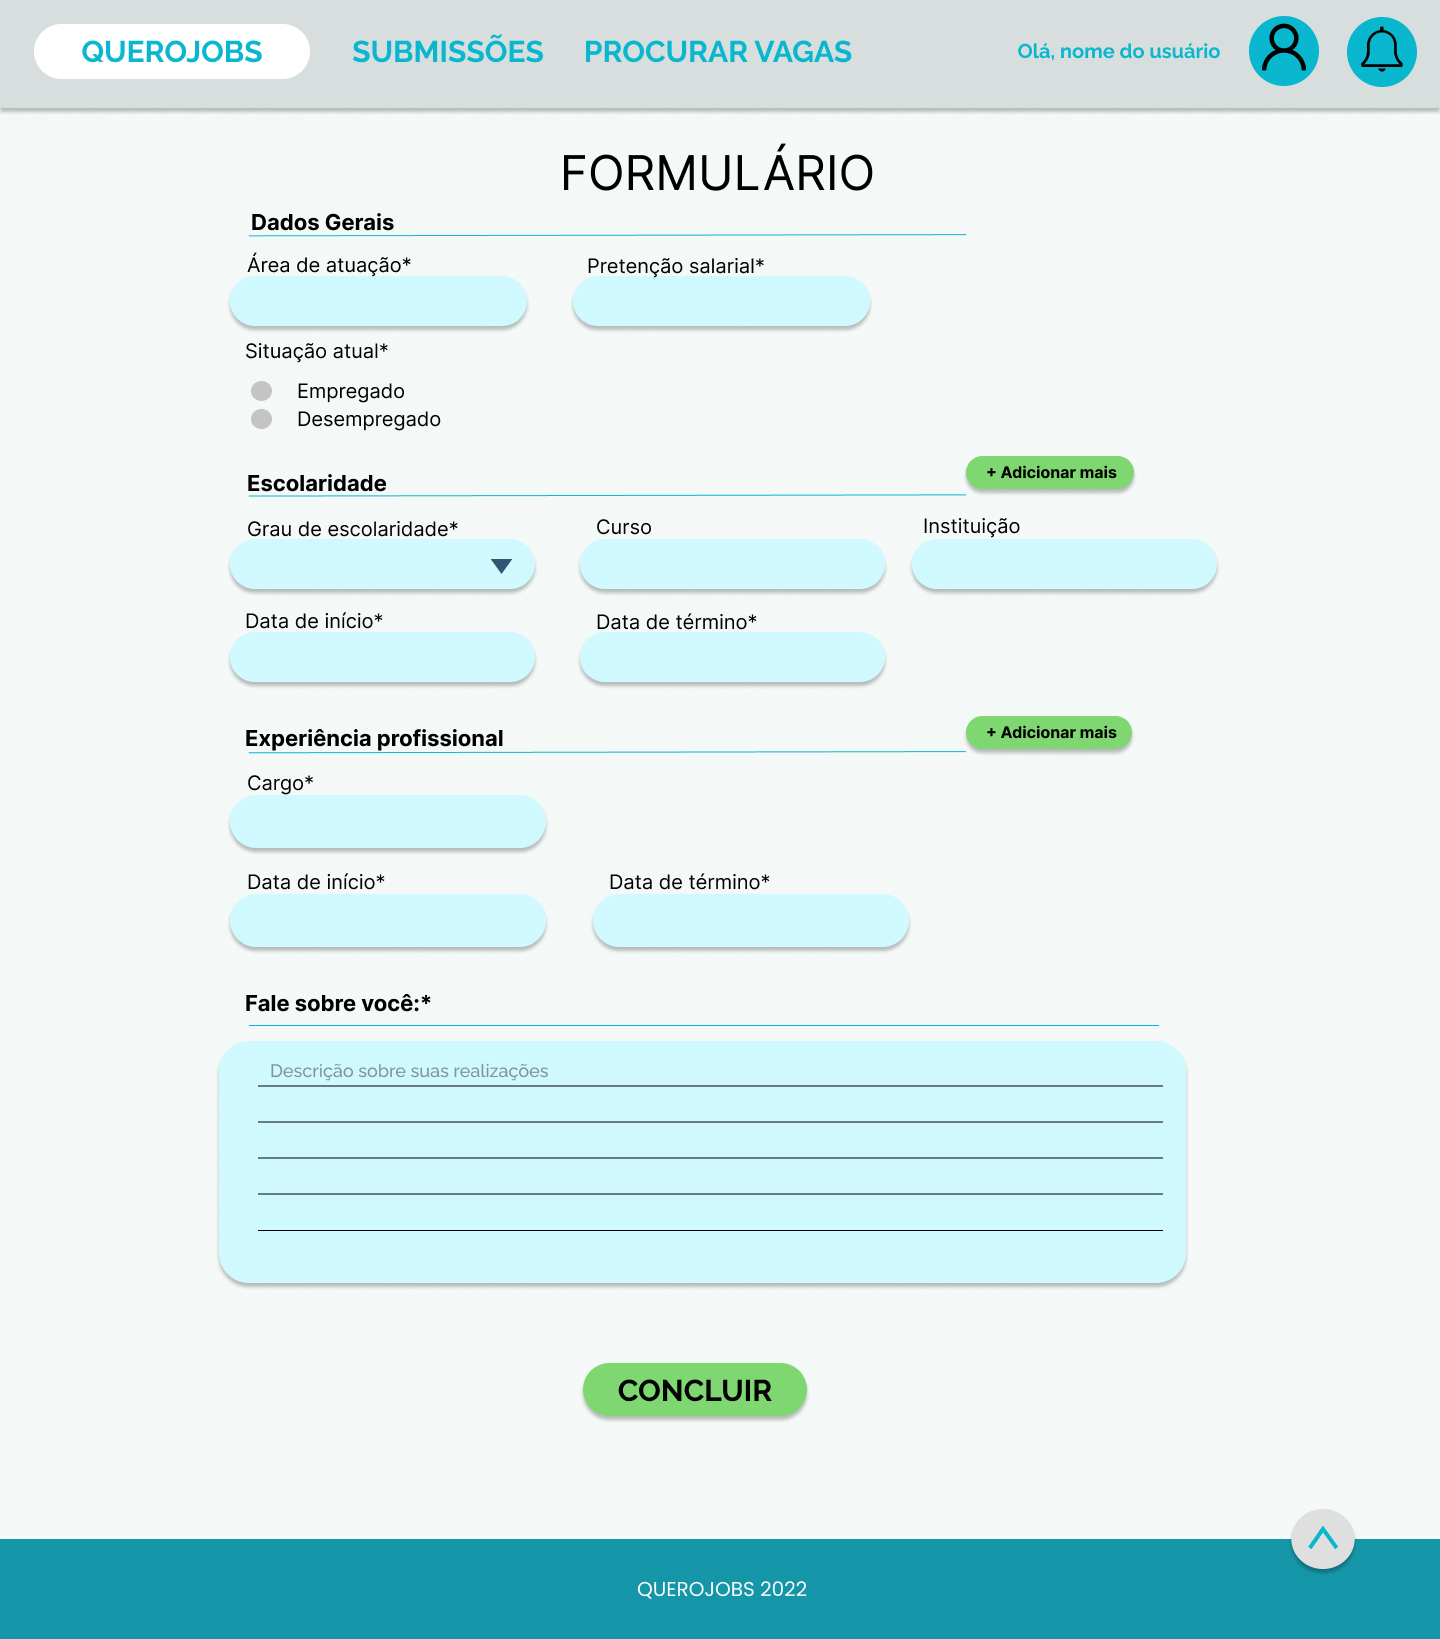 QUEROJOBS SUBMISSÕES PROCURAR VAGAS Olá, nome do usuário
FORMULÁRIO
Dados Gerais
Área de atuação* Pretenção salarial*
Situação atual*
Empregado
Desempregado
Escolaridade + Adicionar mais
Grau de escolaridade* Curso Instituição
Data de início* Data de término*
Experiência profissional + Adicionar mais
Cargo*
Data de início* Data de término*
Fale sobre você:*
Descrição sobre suas realizações
CONCLUIR
QUEROJOBS 2022